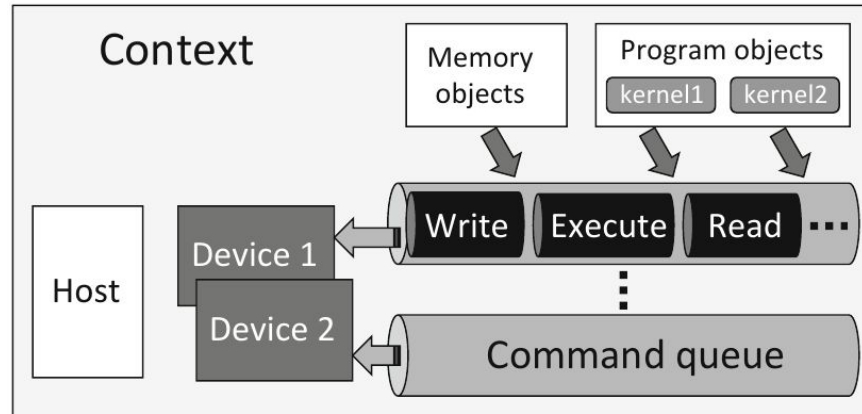 Context
Memory
objects
Program objects
kernel1 kernel2
Write Execute Read
Host
Device 1
Device 2
Command queue